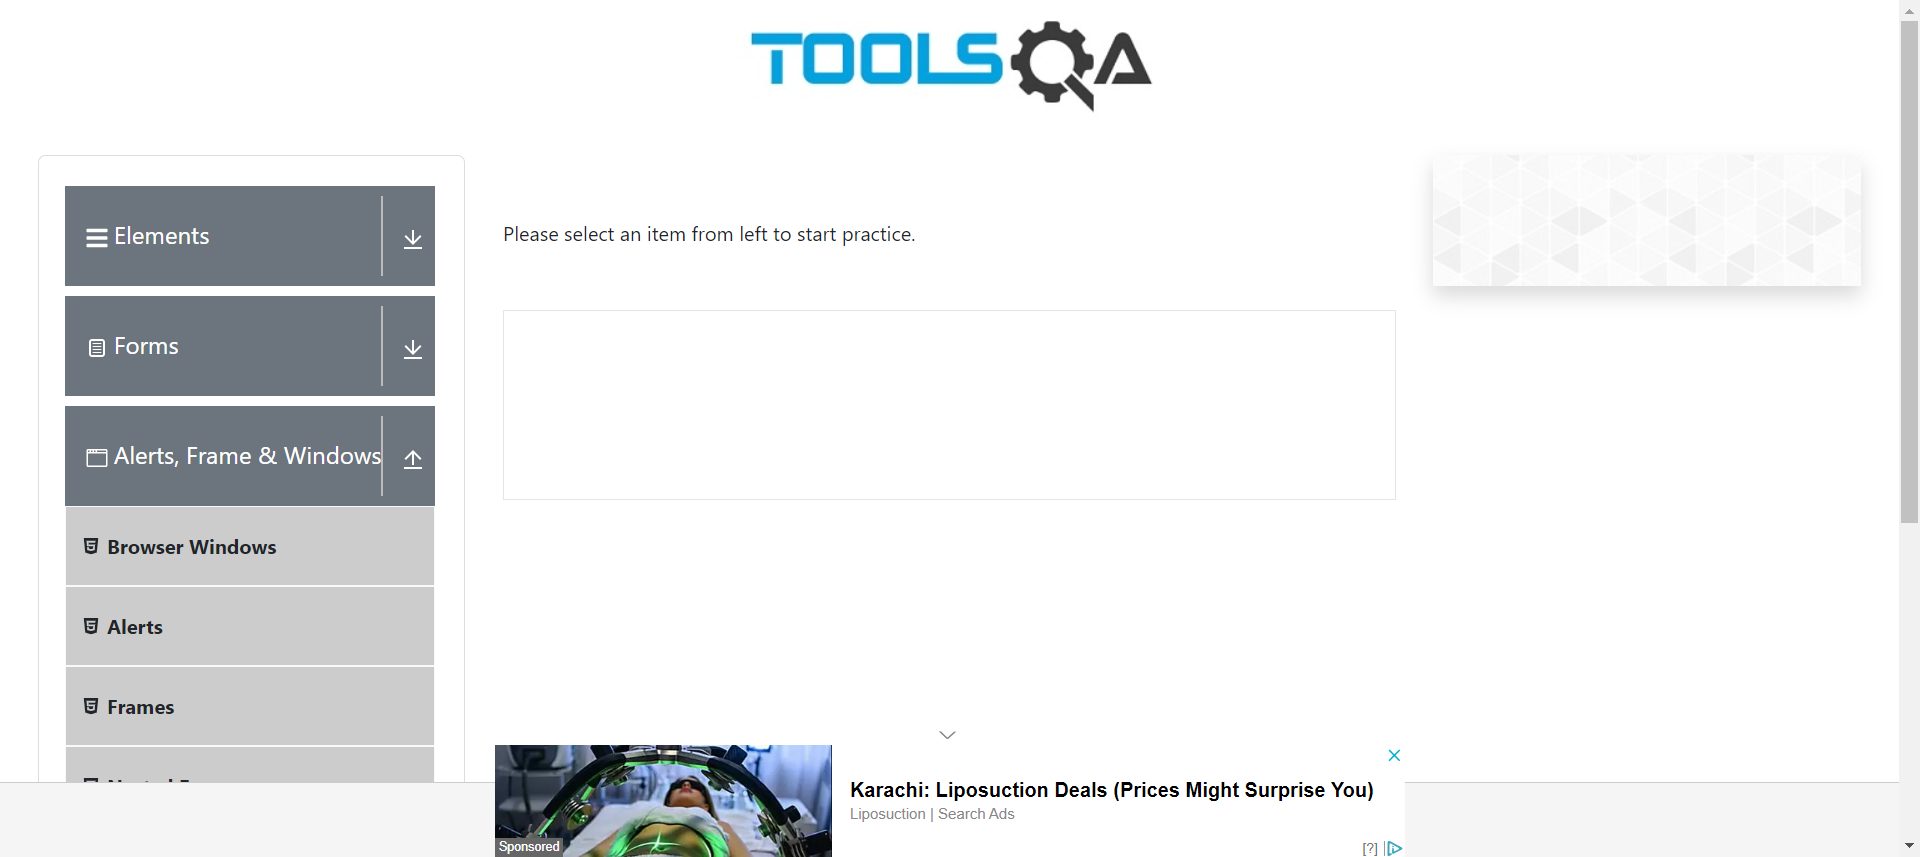 TOOLSQA
Elements
Forms
Alerts, Frame & Windows
Browser Windows
Alerts
Frames
Please select an item from left to start practice.
Karachi: Liposuction Deals (Prices Might Surprise You)
Liposuction | Search Ads
Sponsored
[?]